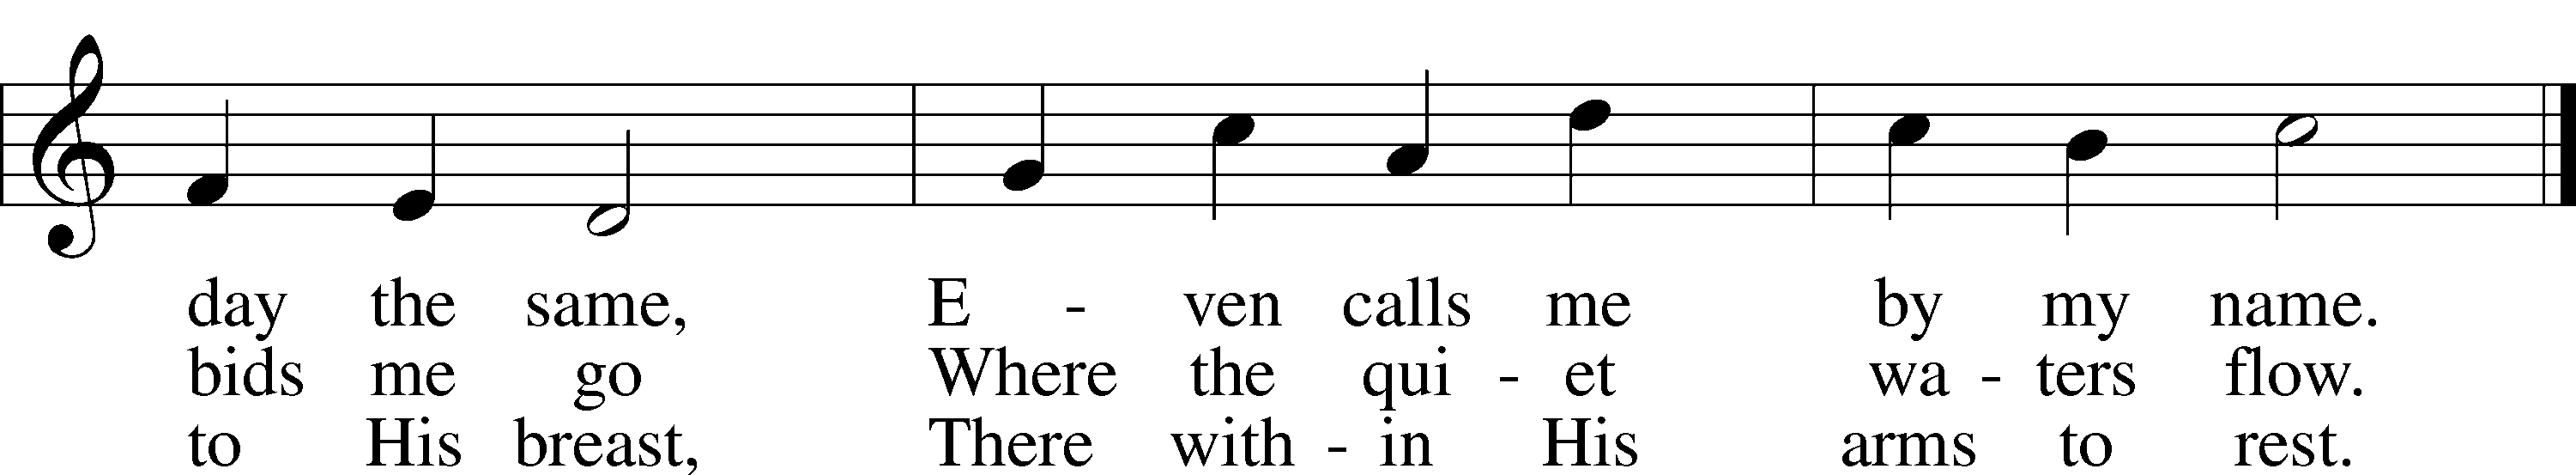 day the same, E - ven calls me by my name.
bids me go Where the qui - et wa - ters flow.
to His breast, There with - in His arms to rest.